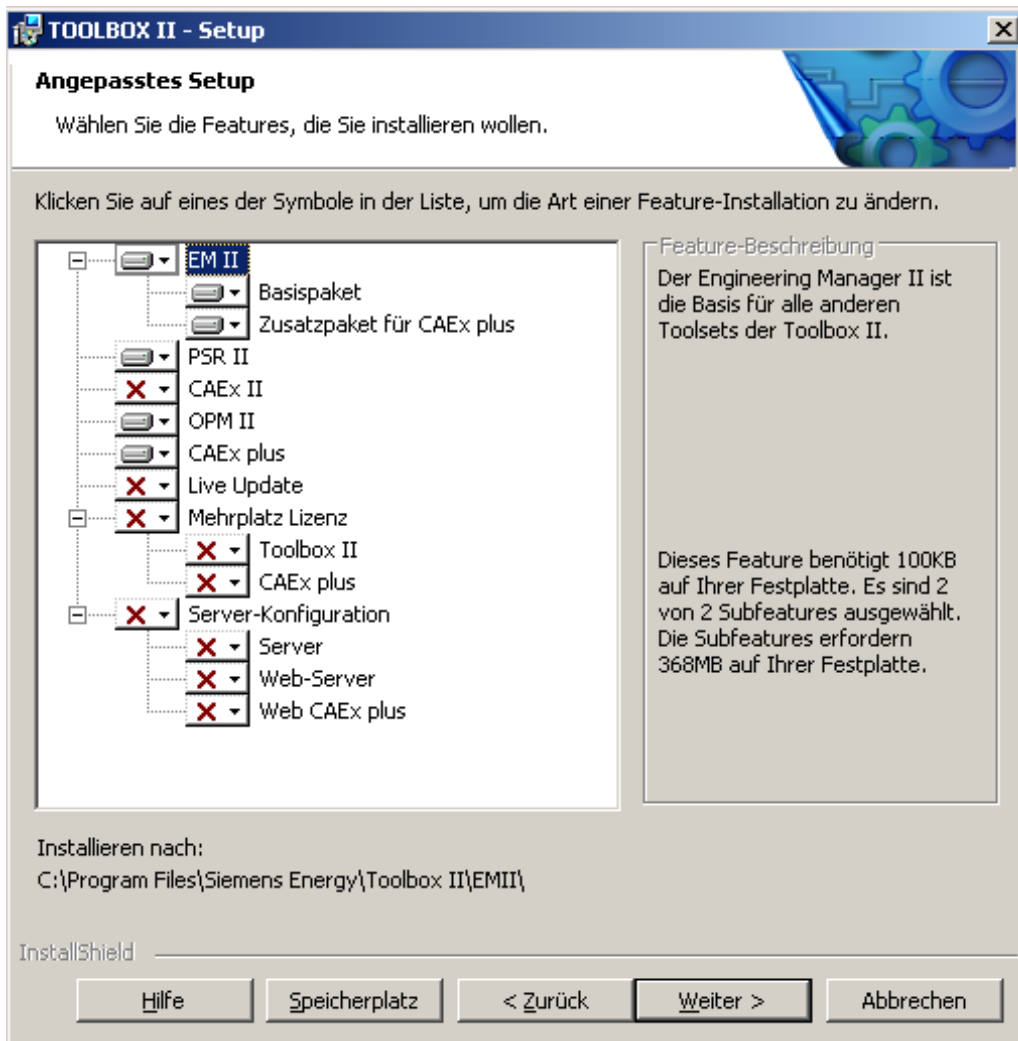 TOOLBOX II - Setup
Angepasstes Setup
Wählen Sie die Features, die Sie installieren wollen.
Klicken Sie auf eines der Symbole in der Liste, um die Art einer Feature-Installation zu ändern.
EM II
Basispaket
Zusatzpaket für CAEx plus
PSR II
CAEx II
OPM II
CAEx plus
Live Update
Mehrplatz Lizenz
Toolbox II
CAEx plus
Server-Konfiguration
Server
Web-Server
Web CAEx plus
Feature-Beschreibung
Der Engineering Manager II ist
die Basis für alle anderen
Toolsets der Toolbox II.
Dieses Feature benötigt 100KB
auf Ihrer Festplatte. Es sind 2
von 2 Subfeatures ausgewählt.
Die Subfeatures erfordern
368MB auf Ihrer Festplatte.
Installieren nach:
C:\Program Files\Siemens Energy\Toolbox II\EMII\
InstallShield
Hilfe
Speicherplatz
< Zurück
Weiter >
Abbrechen